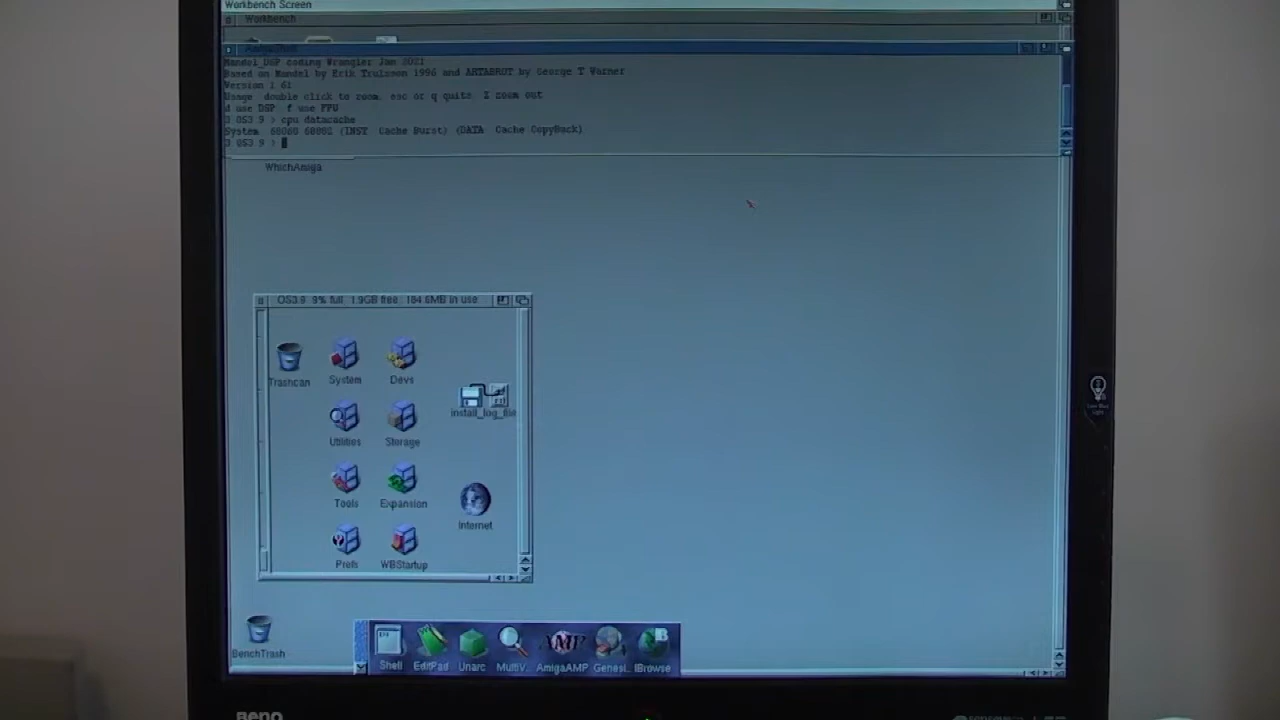 Workbench Screen
Workbench
AmigaShell
Mandel_DSP coding Wrangler Jan 2021
Based on Mandel by Erik Trulsson 1996 and ARTABROT by George T Warner
Version 1 61
Usage double click to zoom, esc or q quits, Z zoom out
d use DSP f use FPU
3 OS3 9 > cpu datacache
System 68060 68882 (INST Cache Burst) (DATA Cache CopyBack)
3 OS3 9 >
WhichAmiga
OS3.9 9% full, 1.9GB free, 184.6MB in use
Trashcan
System
Devs
install_log_file
Utilities
Storage
Tools
Expansion
Internet
Prefs
WBStartup
BenchTrash
Shell
EditPad
Unarc
MultiV..
AMP
AmigaAMP
Genesi..
IBrowse
BenQ